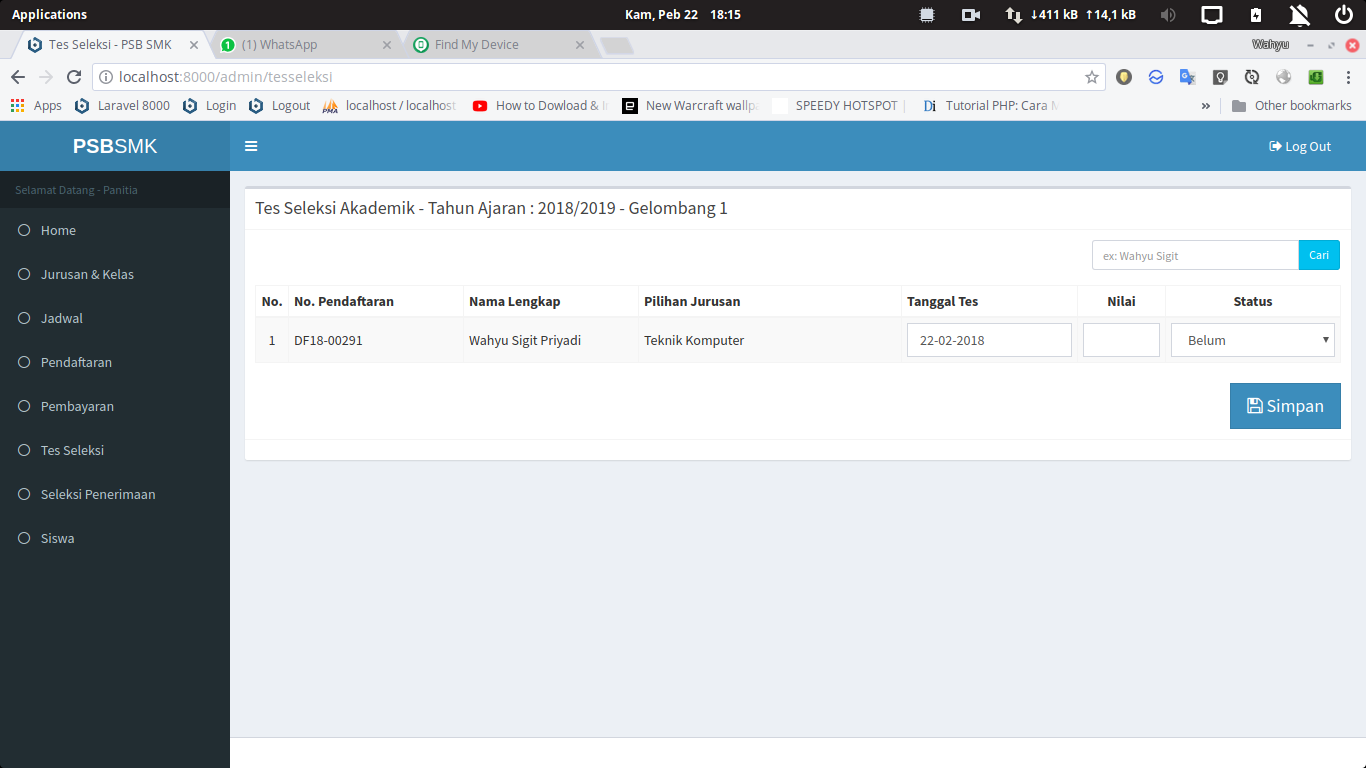 Applications Kam, Peb 22 18:15 ↓411 kB ↑14,1 kB
Tes Seleksi - PSB SMK (1) WhatsApp Find My Device Wahyu
localhost:8000/admin/tesseleksi
Apps Laravel 8000 Login Logout localhost / localhost How to Dowload & New Warcraft SPEEDY HOTSPOT Tutorial PHP: Cara » Other bookmarks
PSBSMK Log Out
Selamat Datang - Panitia
Home
Jurusan & Kelas
Jadwal
Pendaftaran
Pembayaran
Tes Seleksi
Seleksi Penerimaan
Siswa
Tes Seleksi Akademik - Tahun Ajaran : 2018/2019 - Gelombang 1
ex: Wahyu Sigit Cari
No. No. Pendaftaran Nama Lengkap Pilihan Jurusan Tanggal Tes Nilai Status
1 DF18-00291 Wahyu Sigit Priyadi Teknik Komputer 22-02-2018 Belum
Simpan